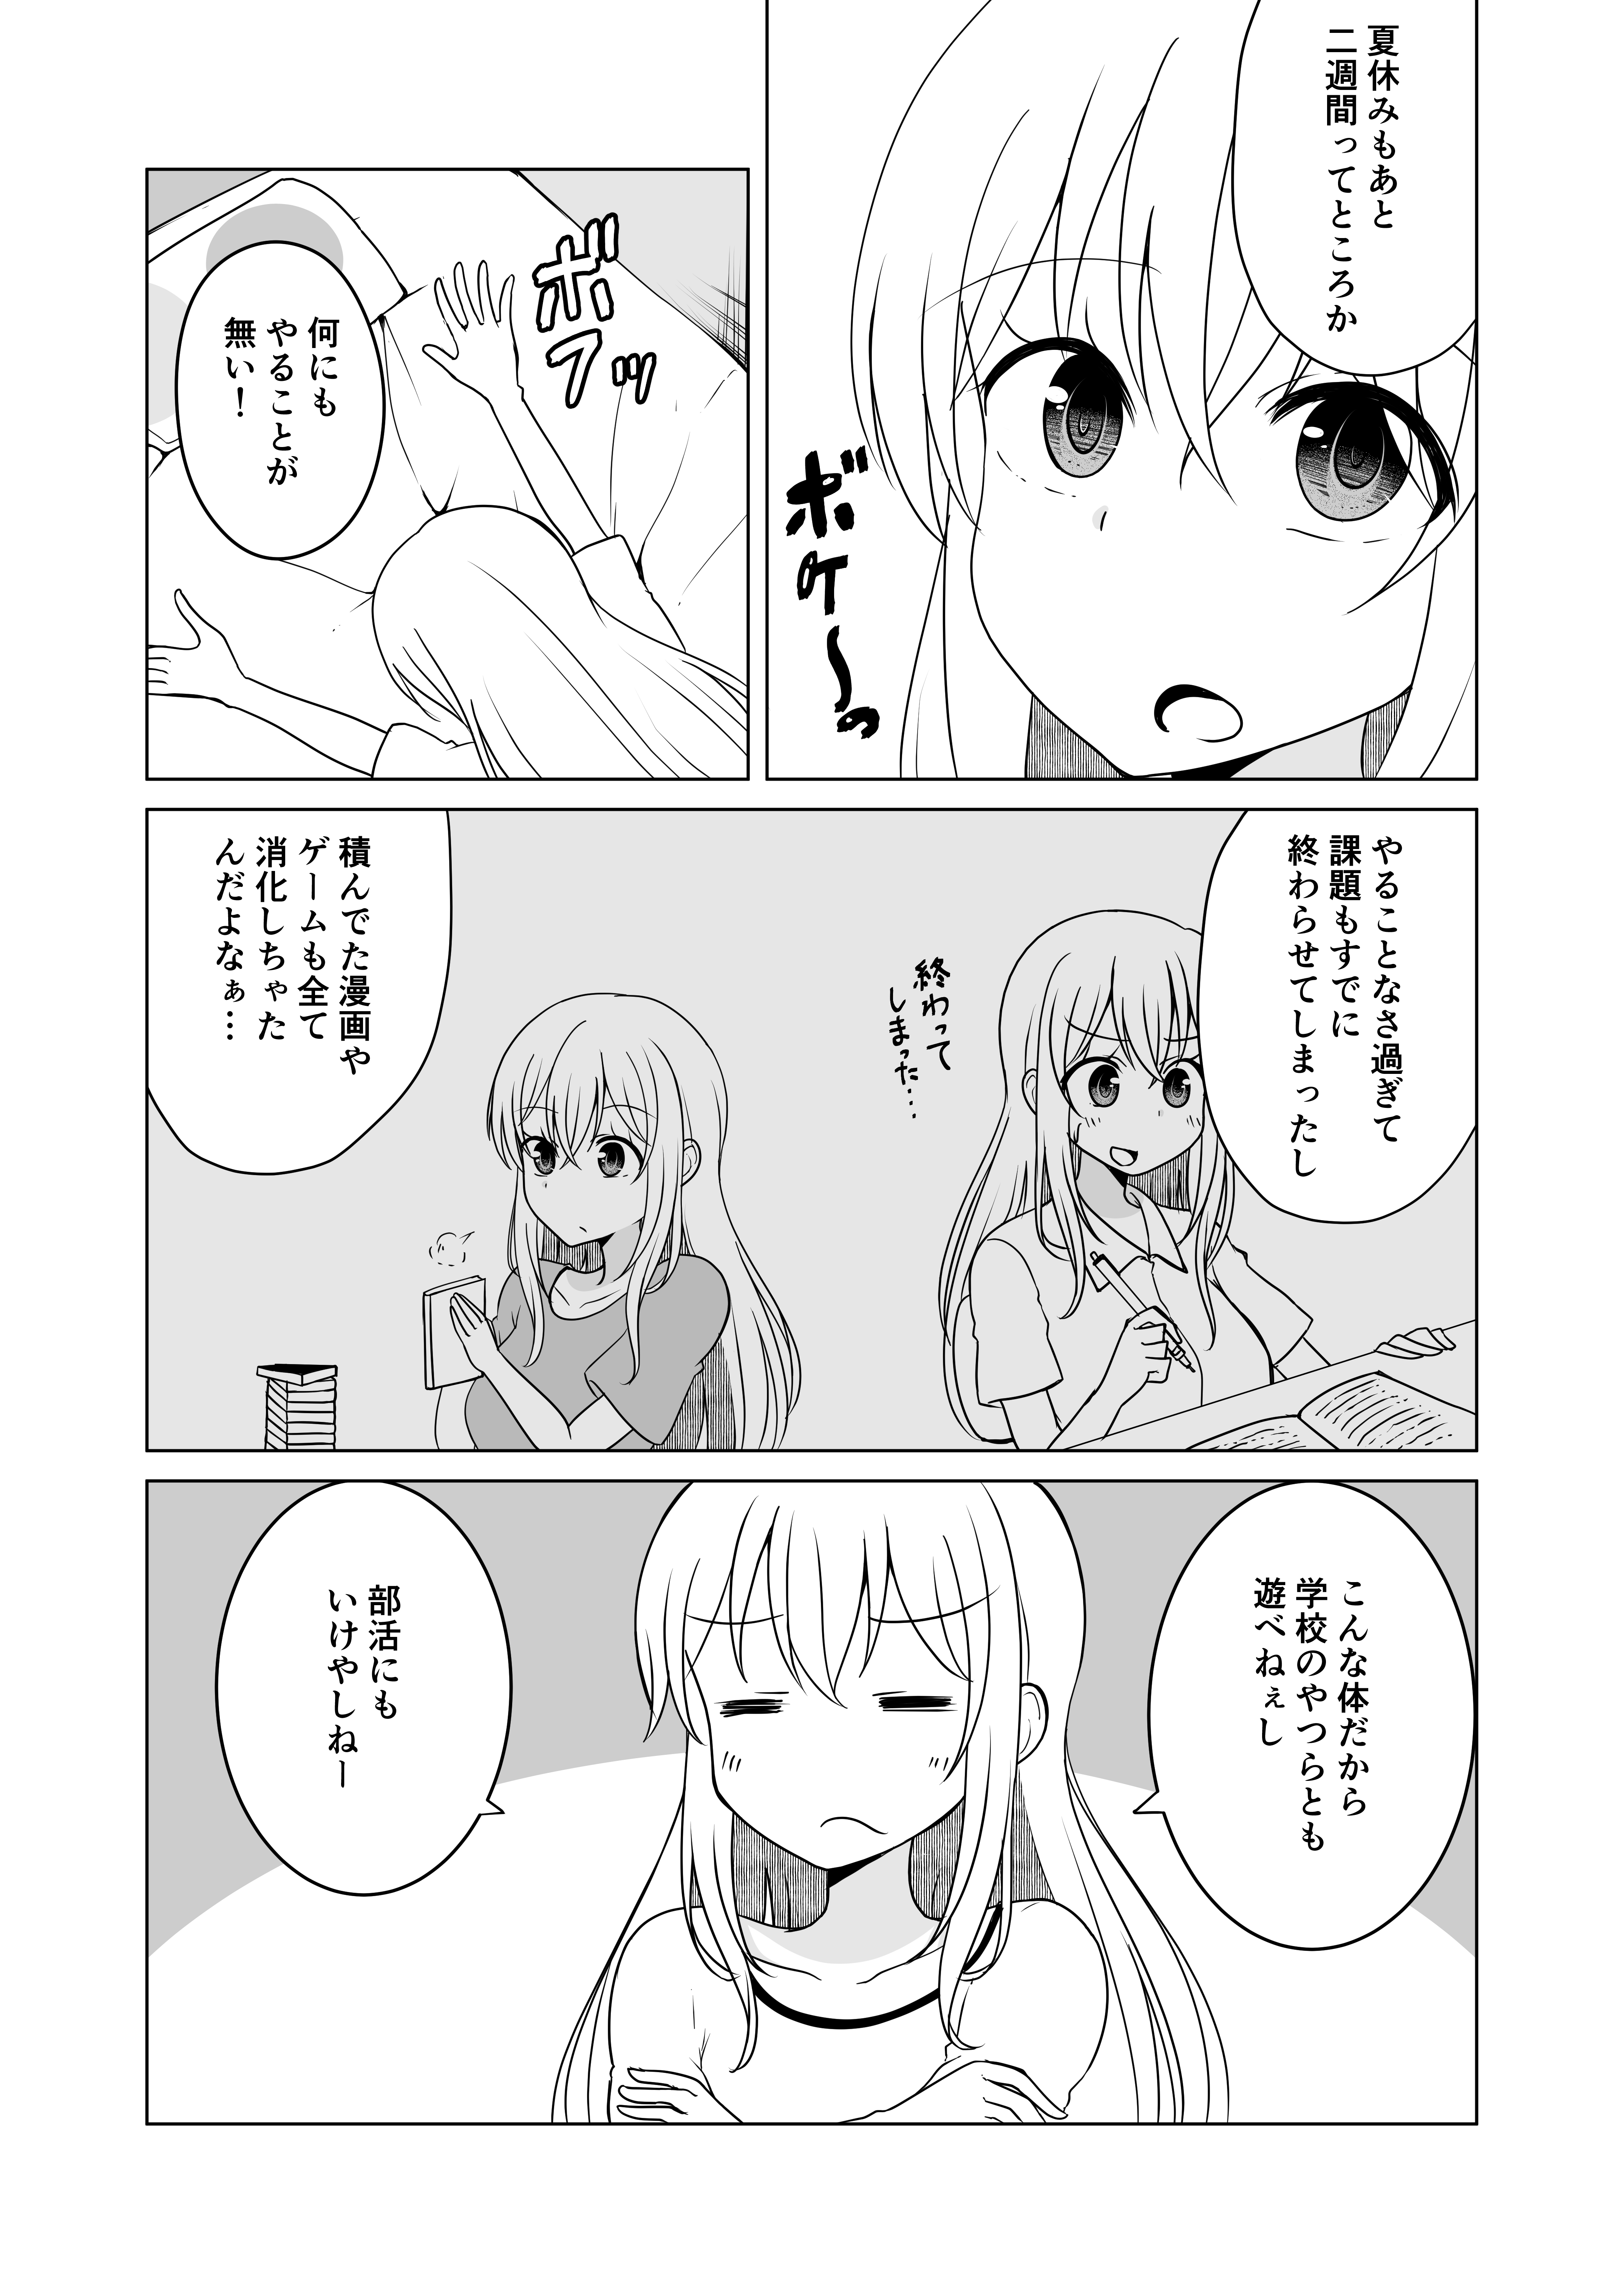 夏休みもあと
二週間ってところか
ボケ〜っ
ボフッ
何にも
やることが
無い！
やることなさ過ぎて
課題もすでに
終わらせてしまったし
終わって
しまった…
積んでた漫画や
ゲームも全て
消化しちゃた
んだよなぁ…
こんな体だから
学校のやつらとも
遊べねぇし
部活にも
いけやしねー